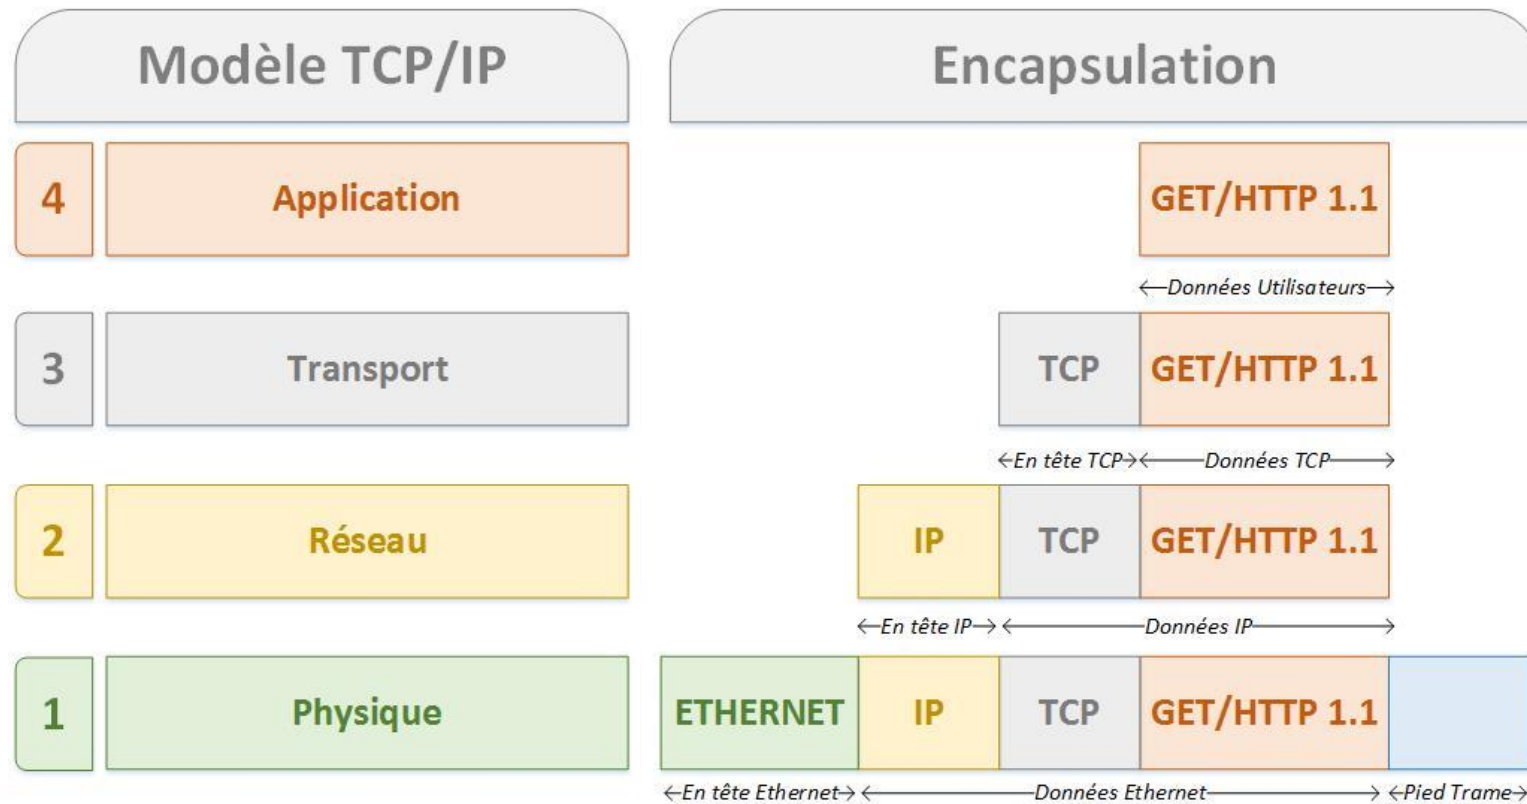 Modèle TCP/IP
Encapsulation
4 Application GET/HTTP 1.1
Données Utilisateurs
3 Transport TCP GET/HTTP 1.1
En tête TCP Données TCP
2 Réseau IP TCP GET/HTTP 1.1
En tête IP Données IP
1 Physique ETHERNET IP TCP GET/HTTP 1.1
En tête Ethernet Données Ethernet Pied Trame